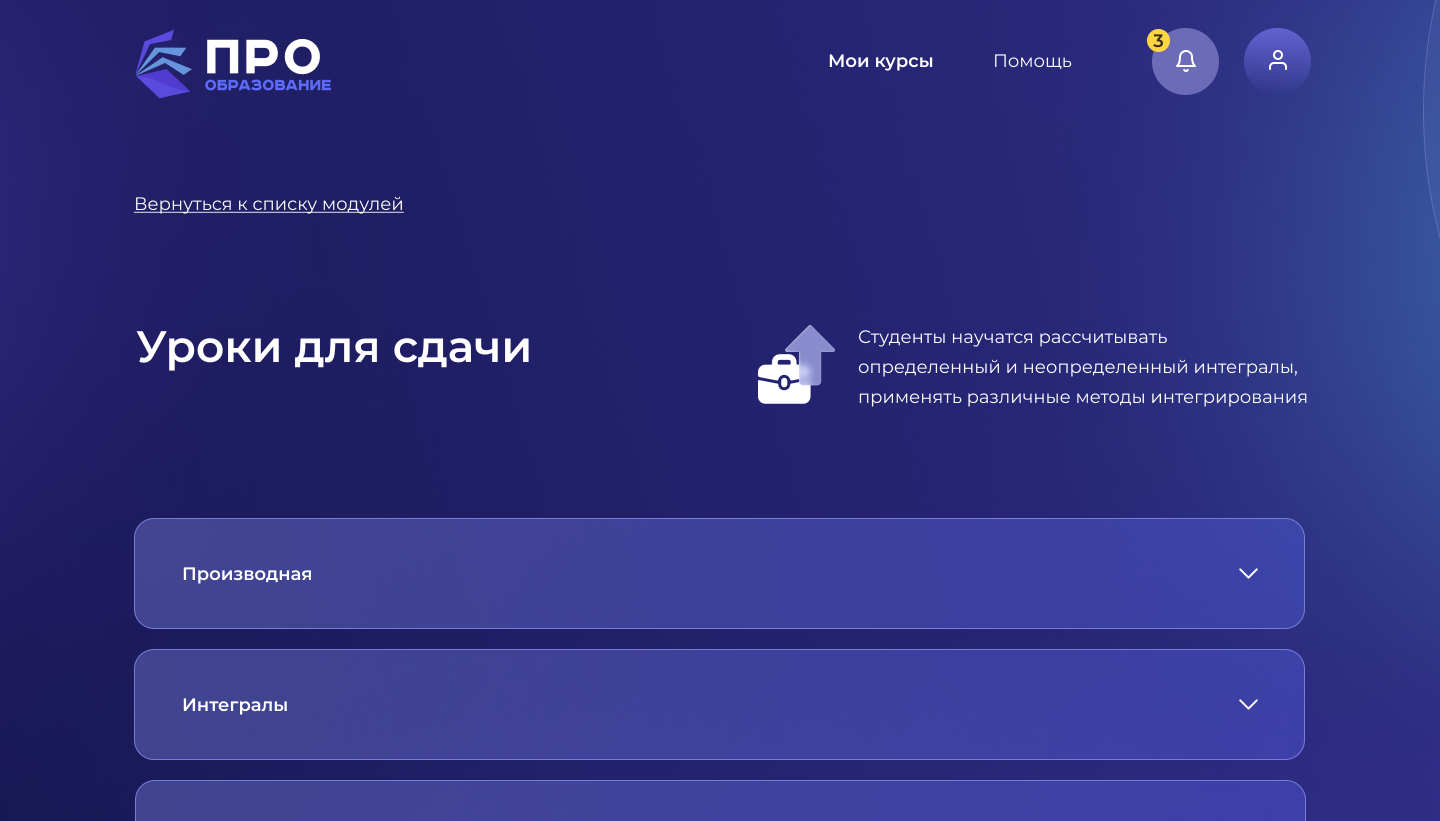 ПРО
ОБРАЗОВАНИЕ
Мои курсы
Помощь
3
Вернуться к списку модулей
Уроки для сдачи
Студенты научатся рассчитывать
определенный и неопределенный интегралы,
применять различные методы интегрирования
Производная
Интегралы